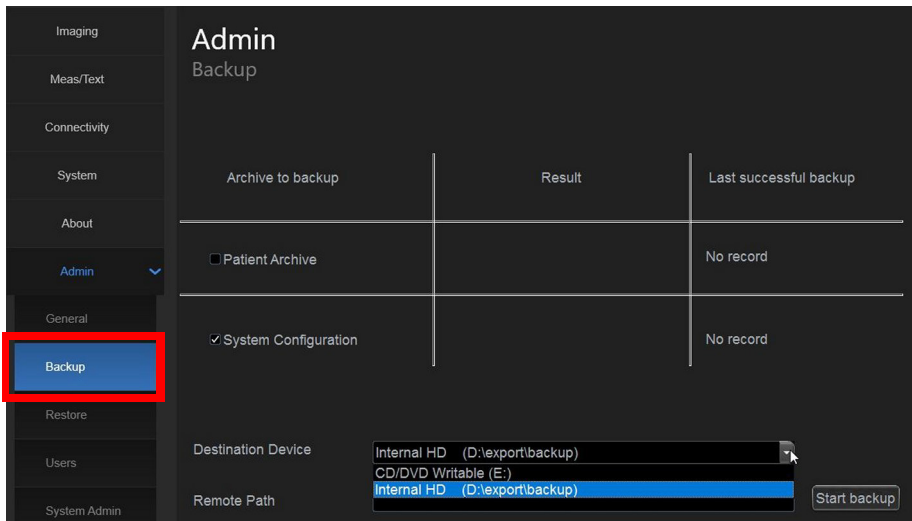 Imaging
Meas/Text
Connectivity
System
About
Admin
General
Backup
Restore
Users
System Admin
Admin
Backup
Archive to backup Result Last successful backup
Patient Archive No record
System Configuration No record
Destination Device Internal HD (D:\export\backup)
CD/DVD Writable (E:)
Internal HD (D:\export\backup)
Remote Path Start backup